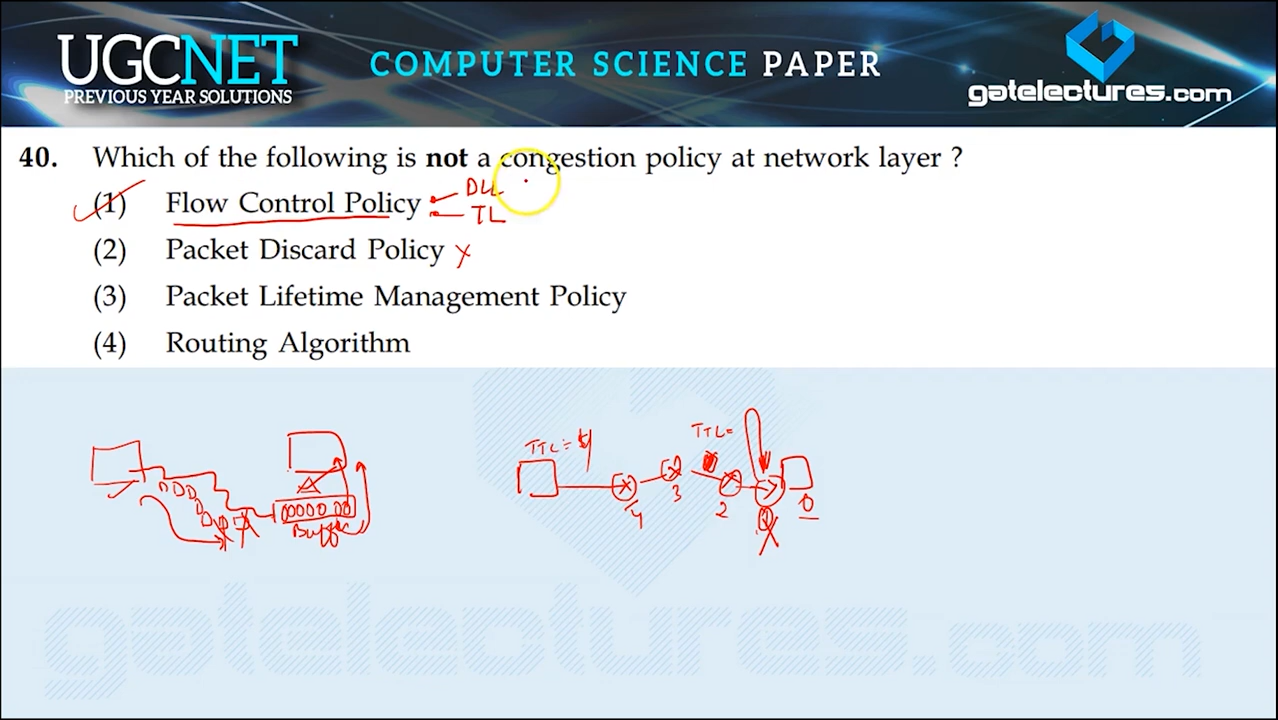 UGCNET
PREVIOUS YEAR SOLUTIONS
COMPUTER SCIENCE PAPER
gatelectures.com
40. Which of the following is not a congestion policy at network layer ?
(1) Flow Control Policy
DLL
TL
(2) Packet Discard Policy x
(3) Packet Lifetime Management Policy
(4) Routing Algorithm
TTL=
TTL=
4
3
2
0
Buffer
gatelectures.com